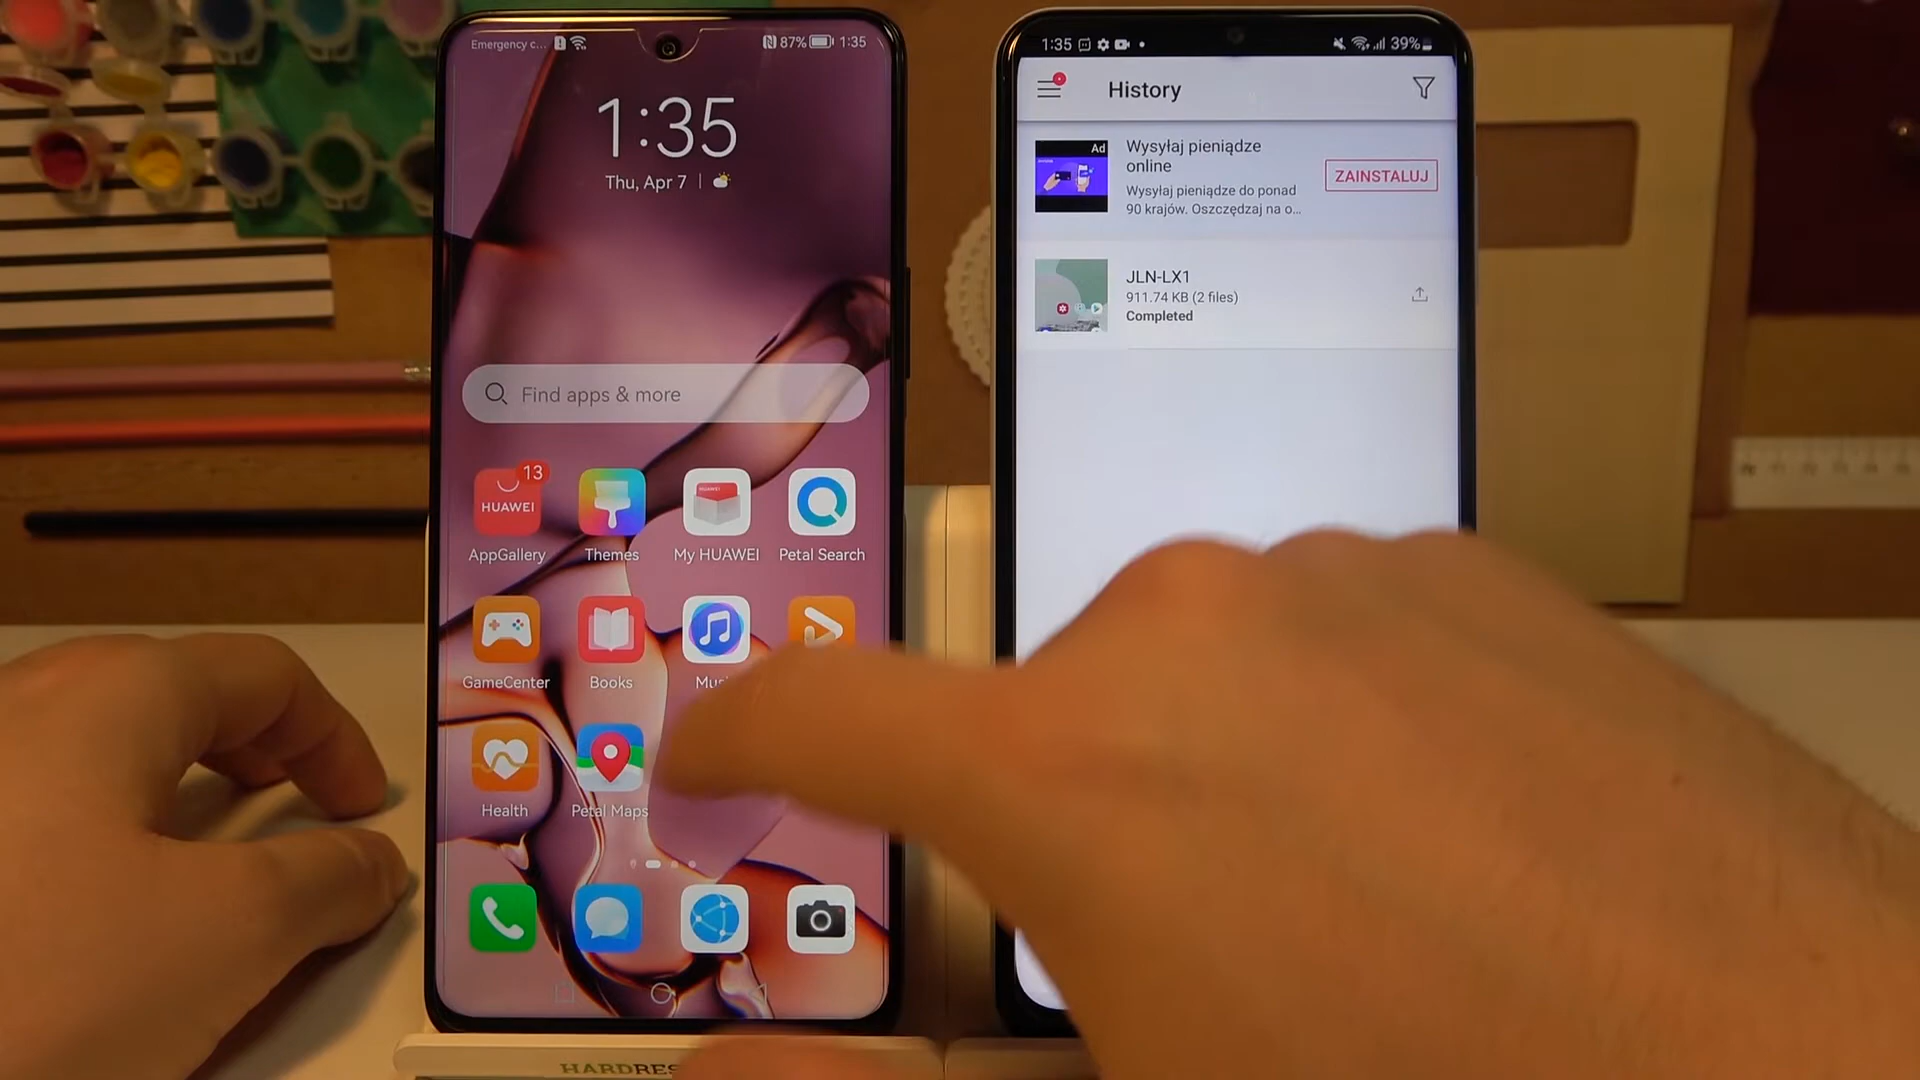 Emergency c...
87%
1:35
1:35
Thu, Apr 7
Find apps & more
13
HUAWEI
HUAWEI
AppGallery
Themes
My HUAWEI
Petal Search
GameCenter
Books
Health
Petal Maps
HARDRES
1:35
39%
History
Ad
Wysyłaj pieniądze
online
Wysyłaj pieniądze do ponad
90 krajów. Oszczędzaj na o...
ZAINSTALUJ
JLN-LX1
911.74 KB (2 files)
Completed